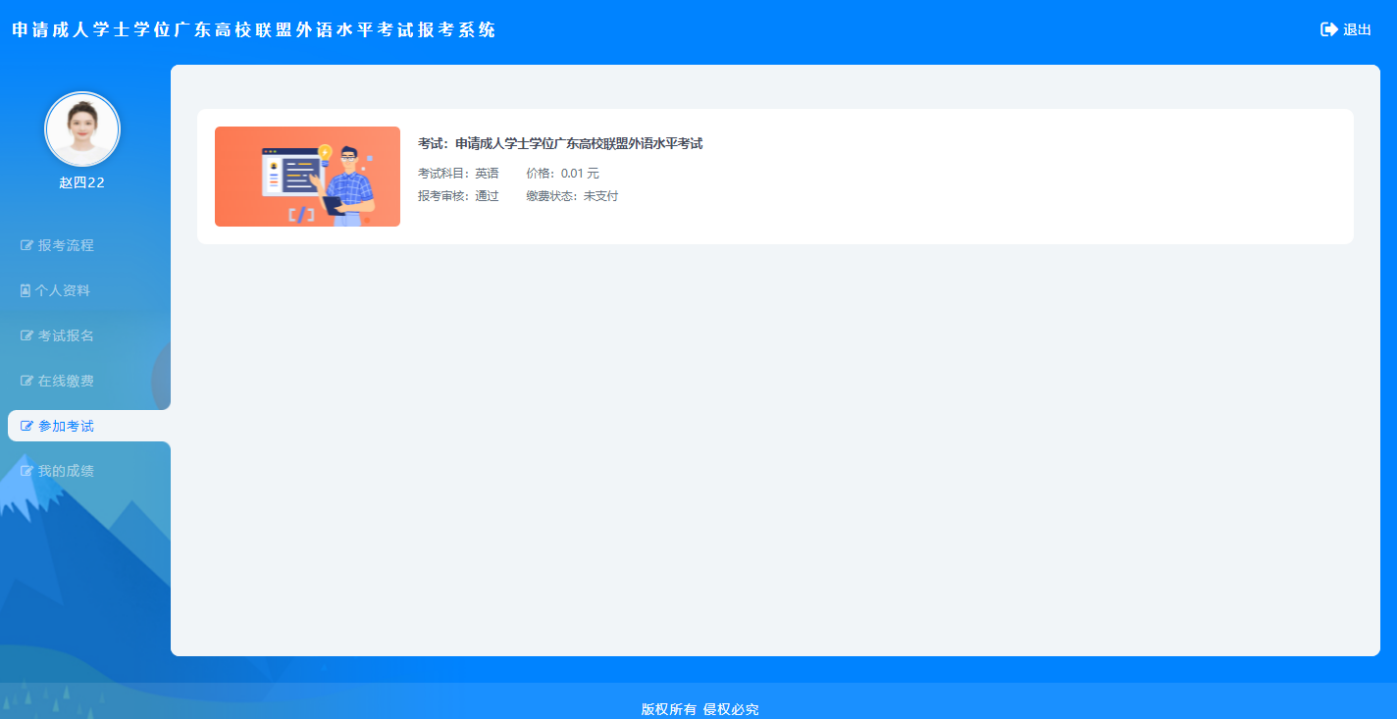 申请成人学士学位广东高校联盟外语水平考试报考系统
退出
赵四22
报考流程
个人资料
考试报名
在线缴费
参加考试
我的成绩
考试：申请成人学士学位广东高校联盟外语水平考试
考试科目：英语 价格：0.01 元
报考审核：通过 缴费状态：未支付
版权所有 侵权必究